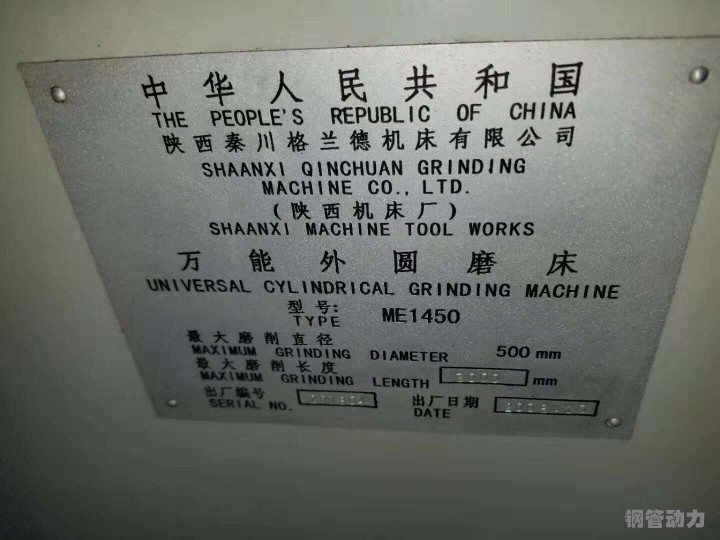 中华人民共和国
THE PEOPLE'S REPUBLIC OF CHINA
陕西秦川格兰德机床有限公司
SHAANXI QINCHUAN GRINDING
MACHINE CO., LTD.
(陕西机床厂)
SHAANXI MACHINE TOOL WORKS
万能外圆磨床
UNIVERSAL CYLINDRICAL GRINDING MACHINE
型号:
TYPE ME1450
最大磨削直径
MAXIMUM GRINDING DIAMETER 500 mm
最大磨削长度
MAXIMUM GRINDING LENGTH 3000 mm
出厂编号 出厂日期
SERIAL NO. DATE
钢管动力